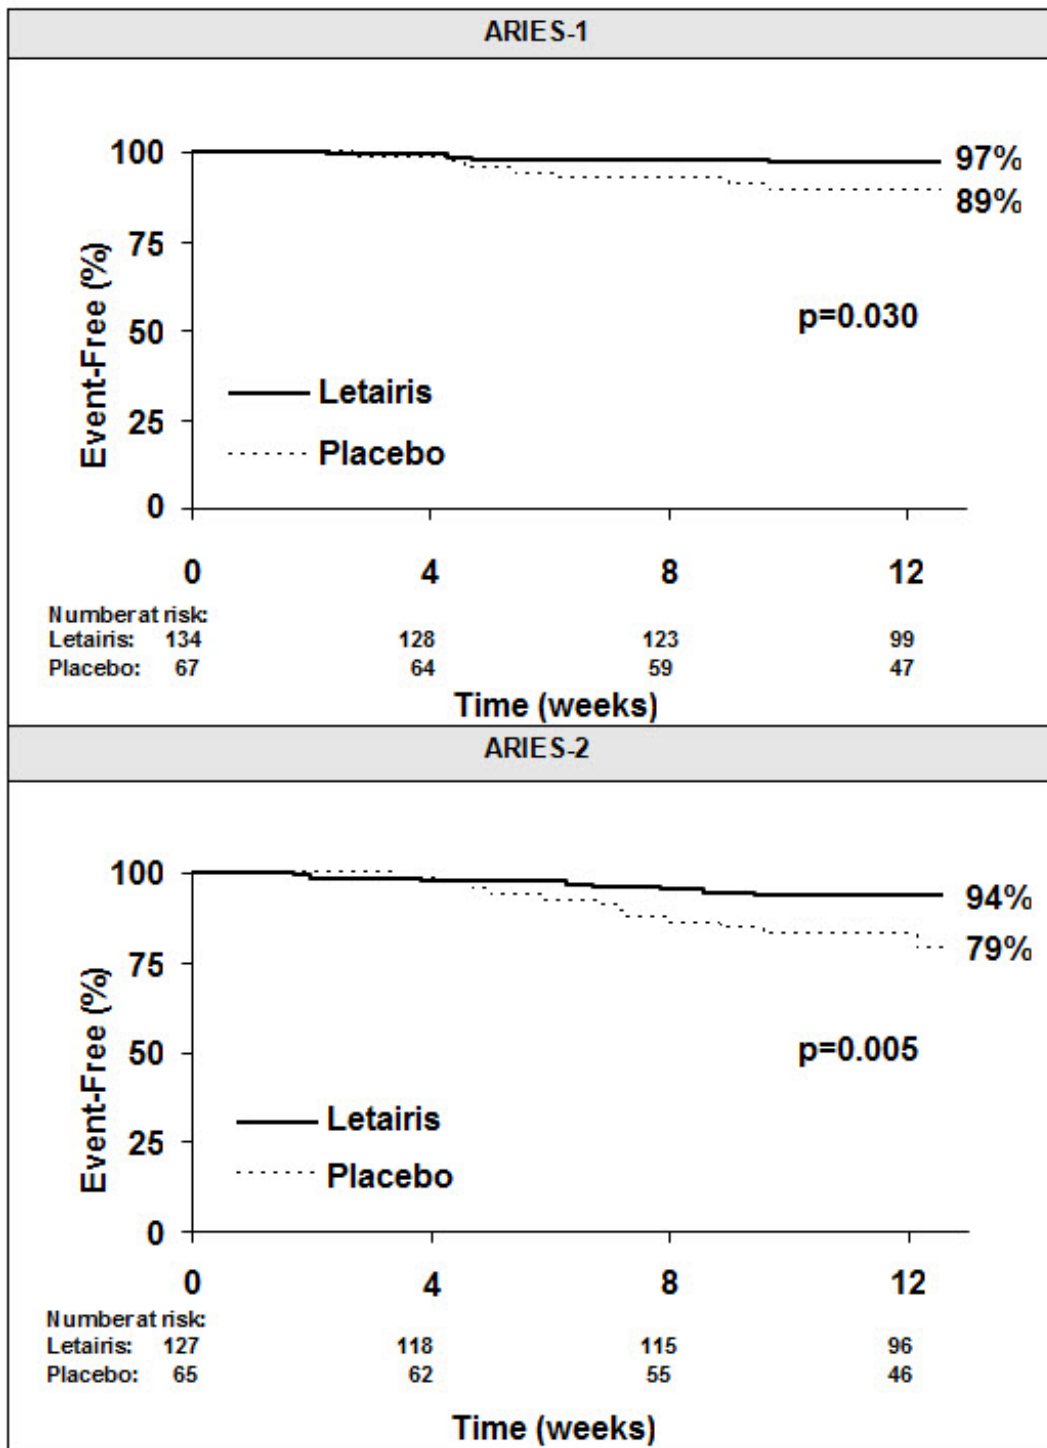 ARIES-1
100
97%
89%
75
Event-Free (%)
p=0.030
50
Letairis
25
Placebo
0
0 4 8 12
Number at risk:
Letairis: 134 128 123 99
Placebo: 67 64 59 47
Time (weeks)
ARIES-2
100
94%
79%
75
Event-Free (%)
p=0.005
50
Letairis
25
Placebo
0
0 4 8 12
Number at risk:
Letairis: 127 118 115 96
Placebo: 65 62 55 46
Time (weeks)